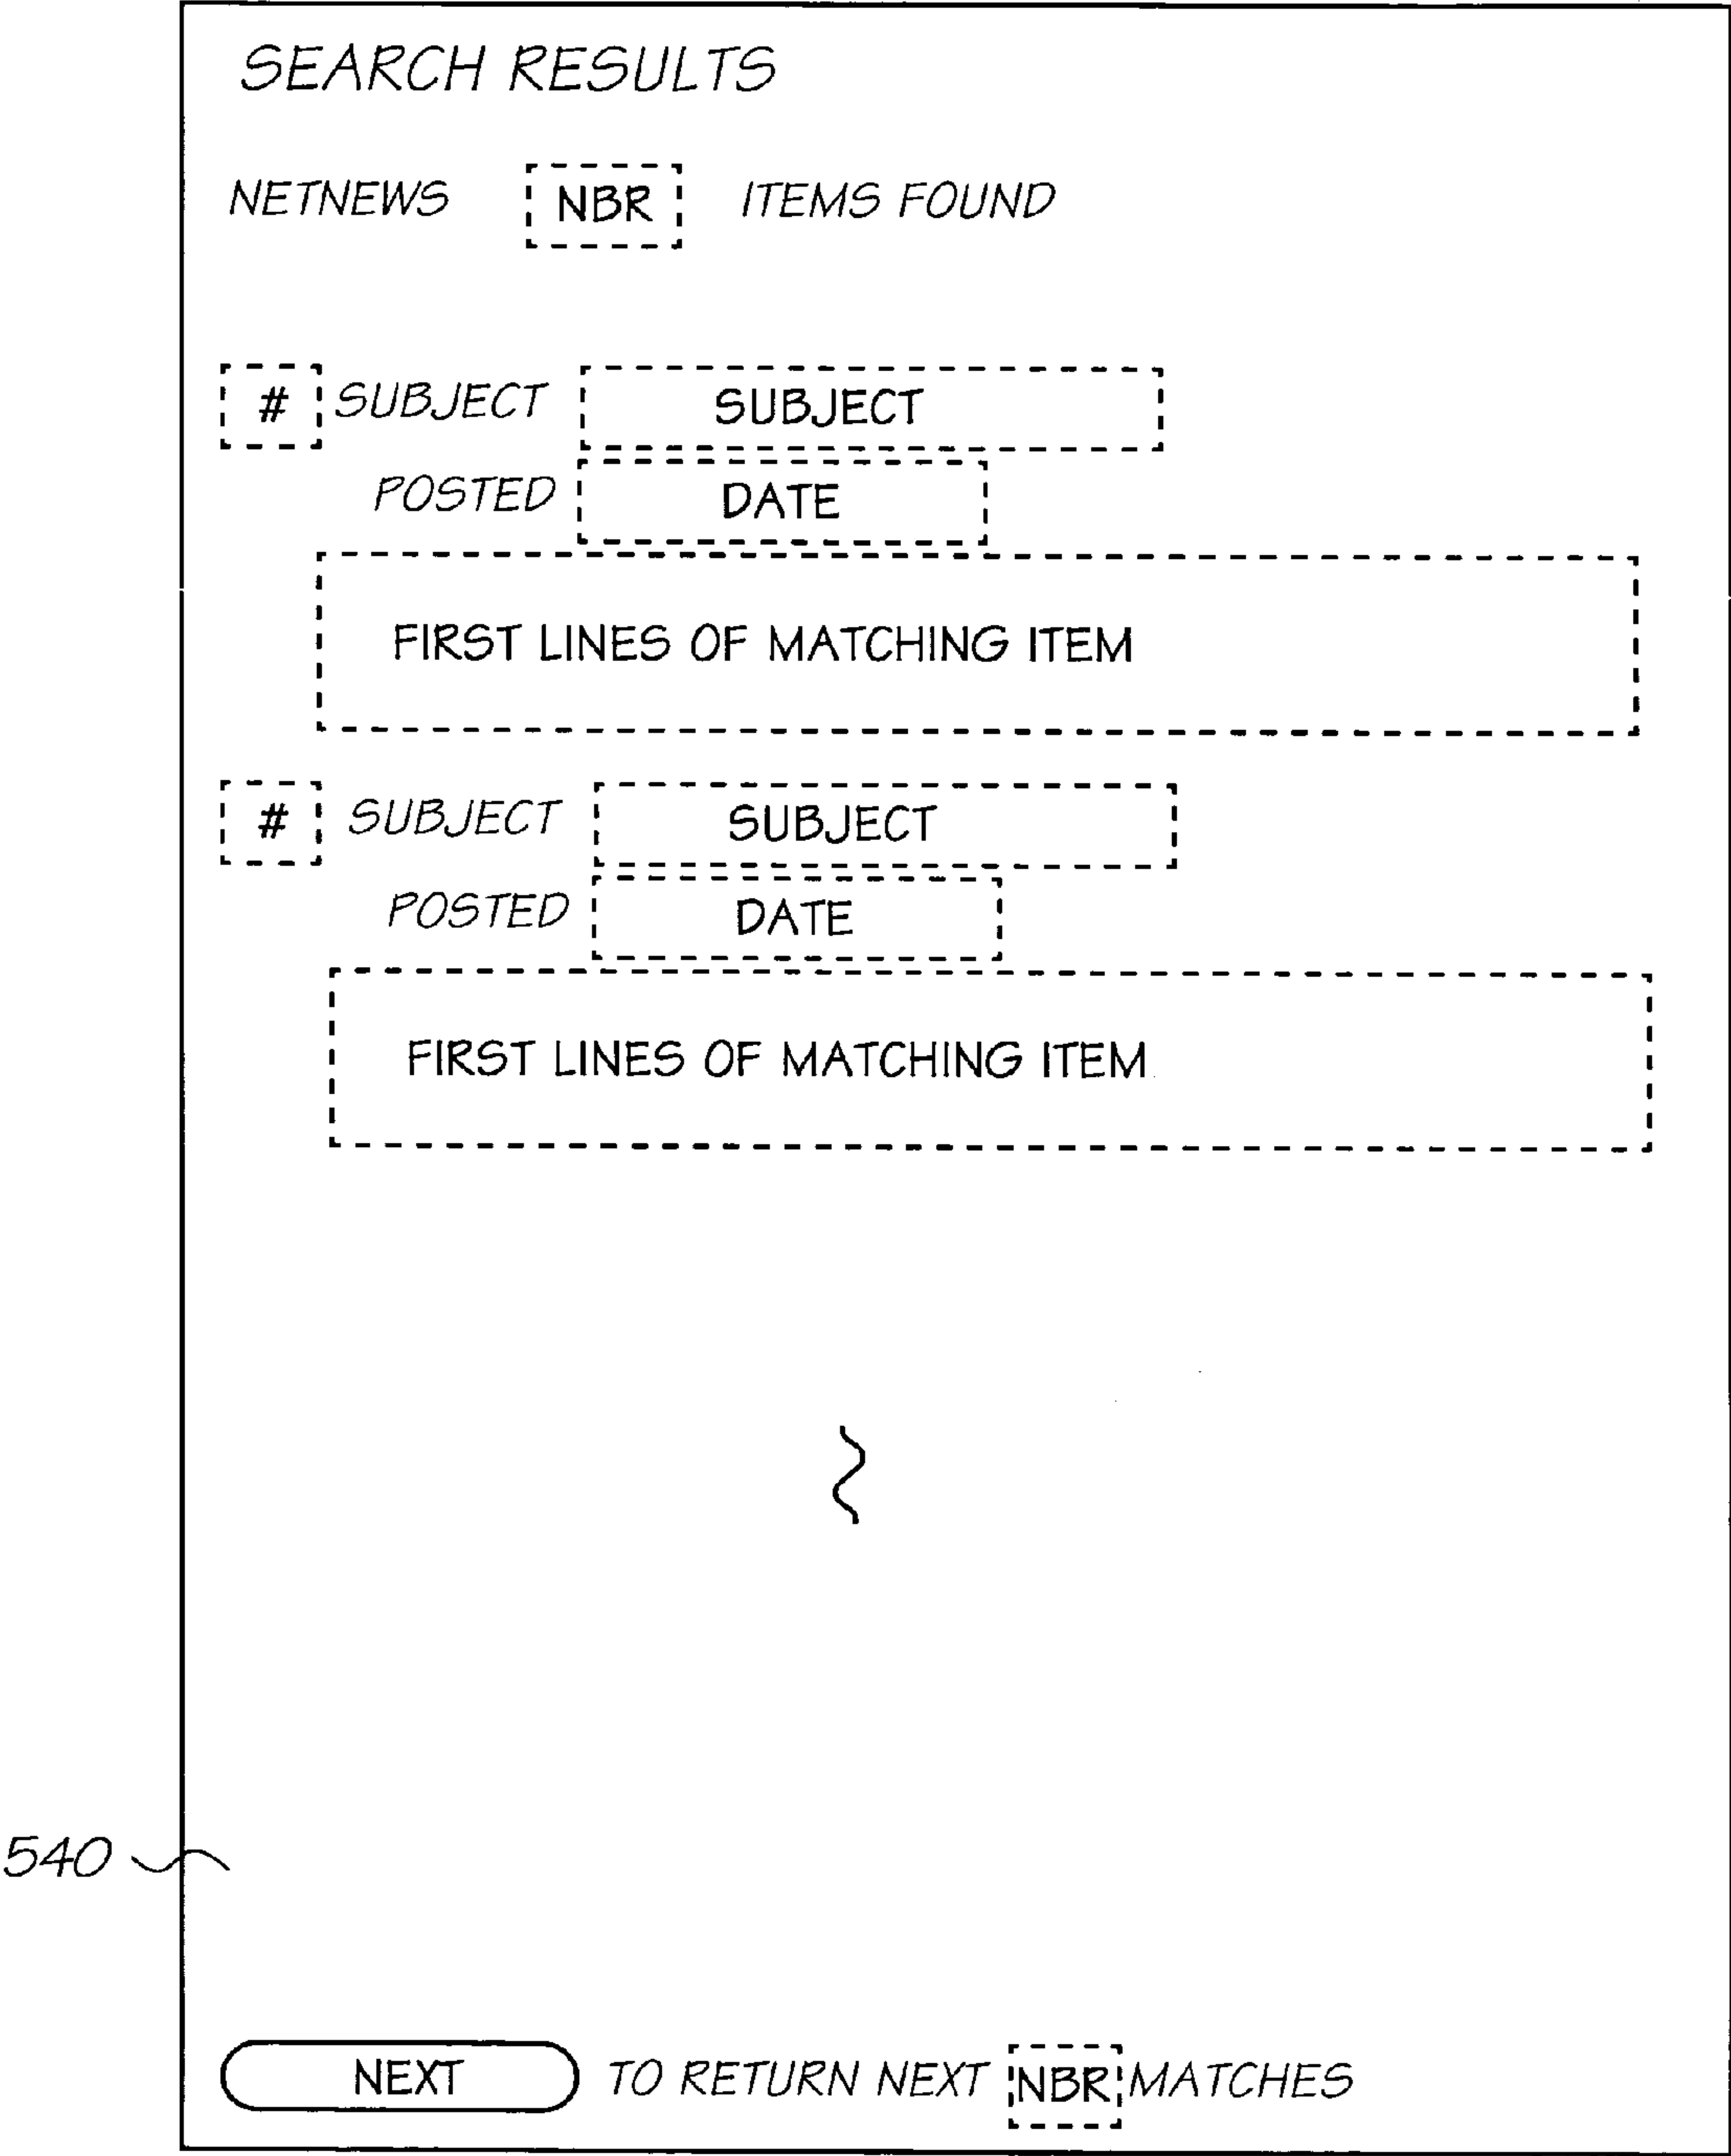 SEARCH RESULTS
NETNEWS NBR ITEMS FOUND
# SUBJECT SUBJECT
POSTED DATE
FIRST LINES OF MATCHING ITEM
# SUBJECT SUBJECT
POSTED DATE
FIRST LINES OF MATCHING ITEM
540
NEXT TO RETURN NEXT NBR MATCHES